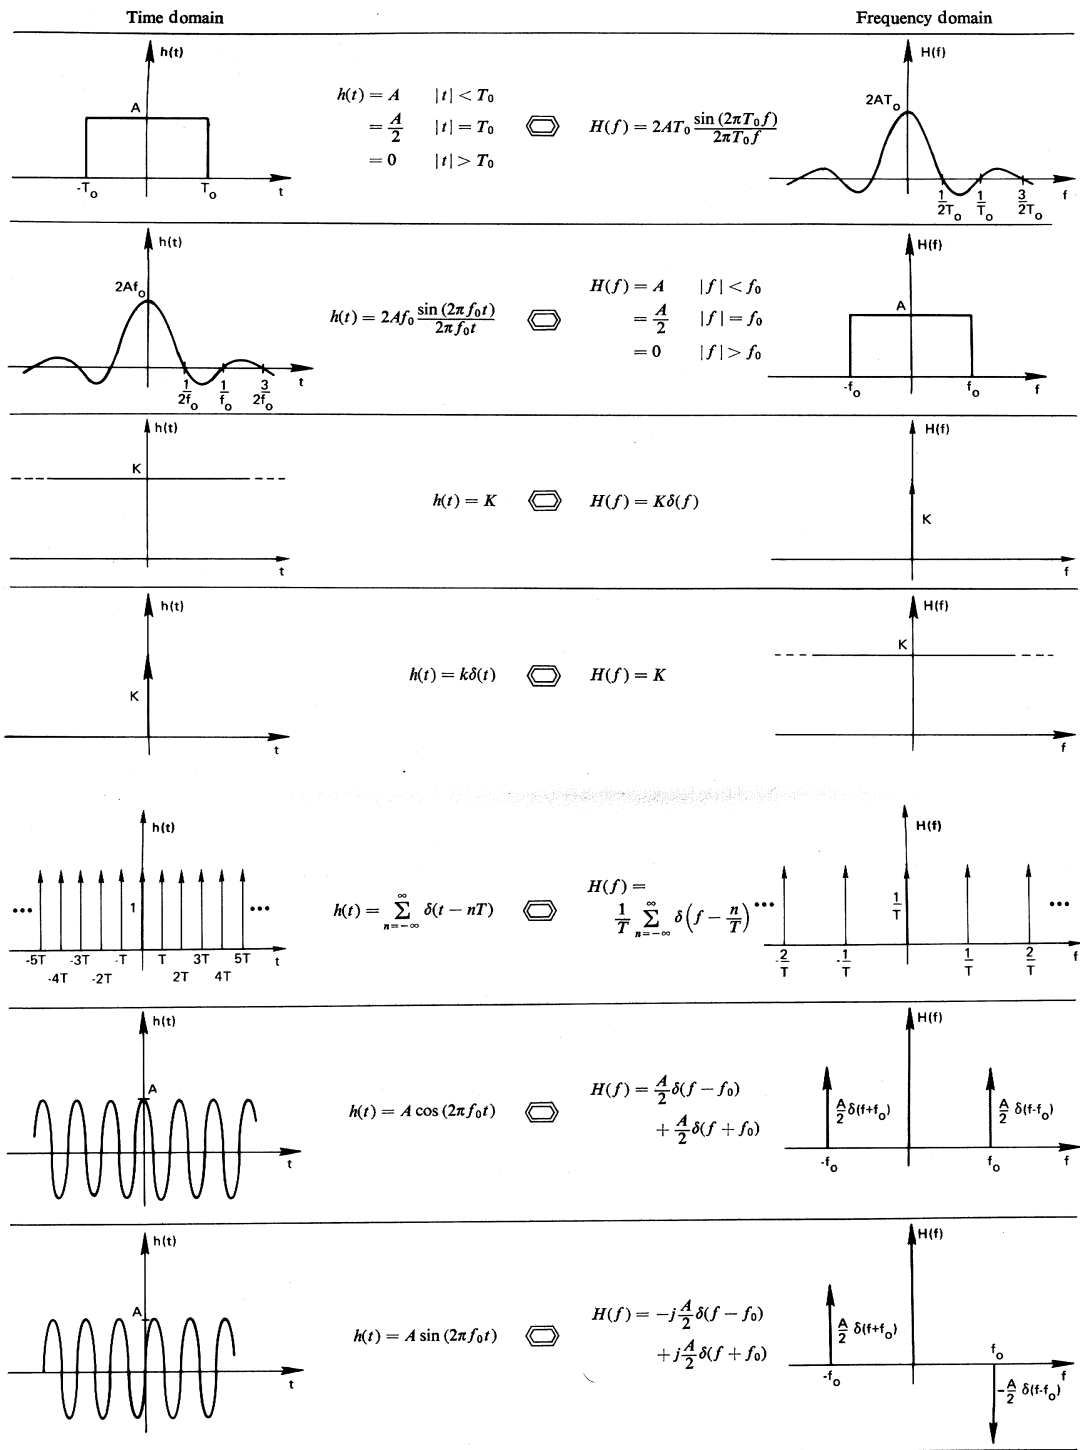 Time domain Frequency domain
h(t)
A
-T₀ T₀ t
h(t) = A |t| < T₀
= A/2 |t| = T₀
= 0 |t| > T₀
H(f) = 2AT₀ sin (2πT₀f) / 2πT₀f
H(f)
2AT₀
1/2T₀ 1/T₀ 3/2T₀ f
h(t)
2Af₀
1/2f₀ 1/f₀ 3/2f₀ t
h(t) = 2Af₀ sin (2πf₀t) / 2πf₀t
H(f) = A |f| < f₀
= A/2 |f| = f₀
= 0 |f| > f₀
H(f)
A
-f₀ f₀ f
h(t)
K
t
h(t) = K
H(f) = Kδ(f)
H(f)
K
f
h(t)
K
t
h(t) = kδ(t)
H(f) = K
H(f)
K
f
h(t)
1
••• •••
-5T -3T -T T 3T 5T t
-4T -2T 2T 4T
h(t) = ∑ n=-∞ ∞ δ(t - nT)
H(f) =
1/T ∑ n=-∞ ∞ δ(f - n/T)
H(f)
1/T
••• •••
-2/T -1/T 1/T 2/T f
h(t)
A
t
h(t) = A cos (2πf₀t)
H(f) = A/2 δ(f - f₀)
+ A/2 δ(f + f₀)
H(f)
A/2 δ(f+f₀) A/2 δ(f-f₀)
-f₀ f₀ f
h(t)
A
t
h(t) = A sin (2πf₀t)
H(f) = -j A/2 δ(f - f₀)
+ j A/2 δ(f + f₀)
H(f)
A/2 δ(f+f₀)
f₀
-f₀ f
-A/2 δ(f-f₀)